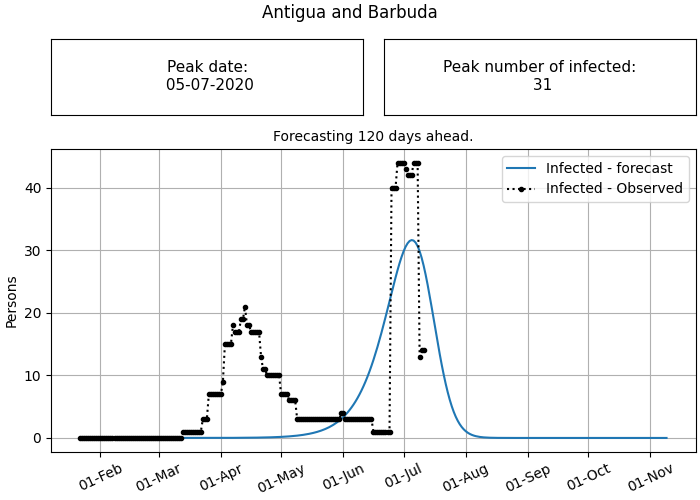 Antigua and Barbuda
Peak date:
05-07-2020
Peak number of infected:
31
Forecasting 120 days ahead.
Infected - forecast
Infected - Observed
Persons
40
30
20
10
0
01-Feb
01-Mar
01-Apr
01-May
01-Jun
01-Jul
01-Aug
01-Sep
01-Oct
01-Nov